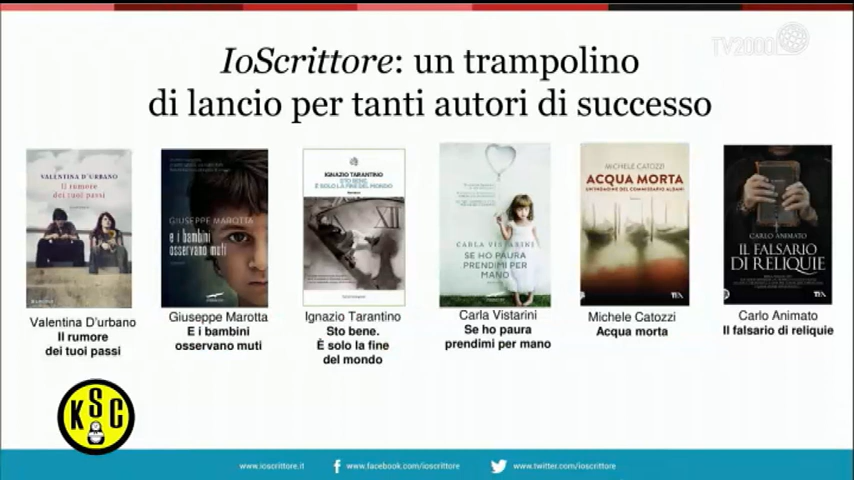 TV2000
IoScrittore: un trampolino
di lancio per tanti autori di successo
VALENTINA D'URBANO
Il rumore
dei tuoi passi
Valentina D'urbano
Il rumore
dei tuoi passi
GIUSEPPE MAROTTA
e i bambini
osservano muti
Giuseppe Marotta
E i bambini
osservano muti
IGNAZIO TARANTINO
STO BENE,
È SOLO LA FINE DEL MONDO
XII
Ignazio Tarantino
Sto bene.
È solo la fine
del mondo
CARLA VISTARINI
SE HO PAURA
PRENDIMI PER
MANO
Carla Vistarini
Se ho paura
prendimi per mano
MICHELE CATOZZI
ACQUA MORTA
UN'INDAGINE DEL COMMISSARIO ALDANI
TEA
Michele Catozzi
Acqua morta
CARLO ANIMATO
IL FALSARIO
DI RELIQUIE
TEA
Carlo Animato
Il falsario di reliquie
KSC
www.ioscrittore.it
www.facebook.com/ioscrittore
www.twitter.com/ioscrittore